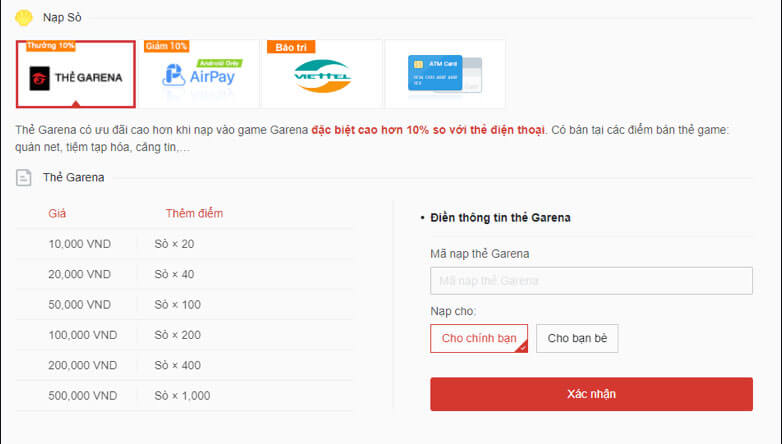 Nạp Sò
Thưởng 10%
THẺ GARENA
Giảm 10%
Android Only
AirPay
Bảo trì
VIETTEL
ATM Card
Thẻ Garena có ưu đãi cao hơn khi nạp vào game Garena đặc biệt cao hơn 10% so với thẻ điện thoại. Có bán tại các điểm bán thẻ game:
quán net, tiệm tạp hóa, căng tin,...
Thẻ Garena
Giá Thêm điểm
10,000 VND Sò × 20
20,000 VND Sò × 40
50,000 VND Sò × 100
100,000 VND Sò × 200
200,000 VND Sò × 400
500,000 VND Sò × 1,000
• Điền thông tin thẻ Garena
Mã nạp thẻ Garena
Mã nạp thẻ Garena
Nạp cho:
Cho chính bạn Cho bạn bè
Xác nhận